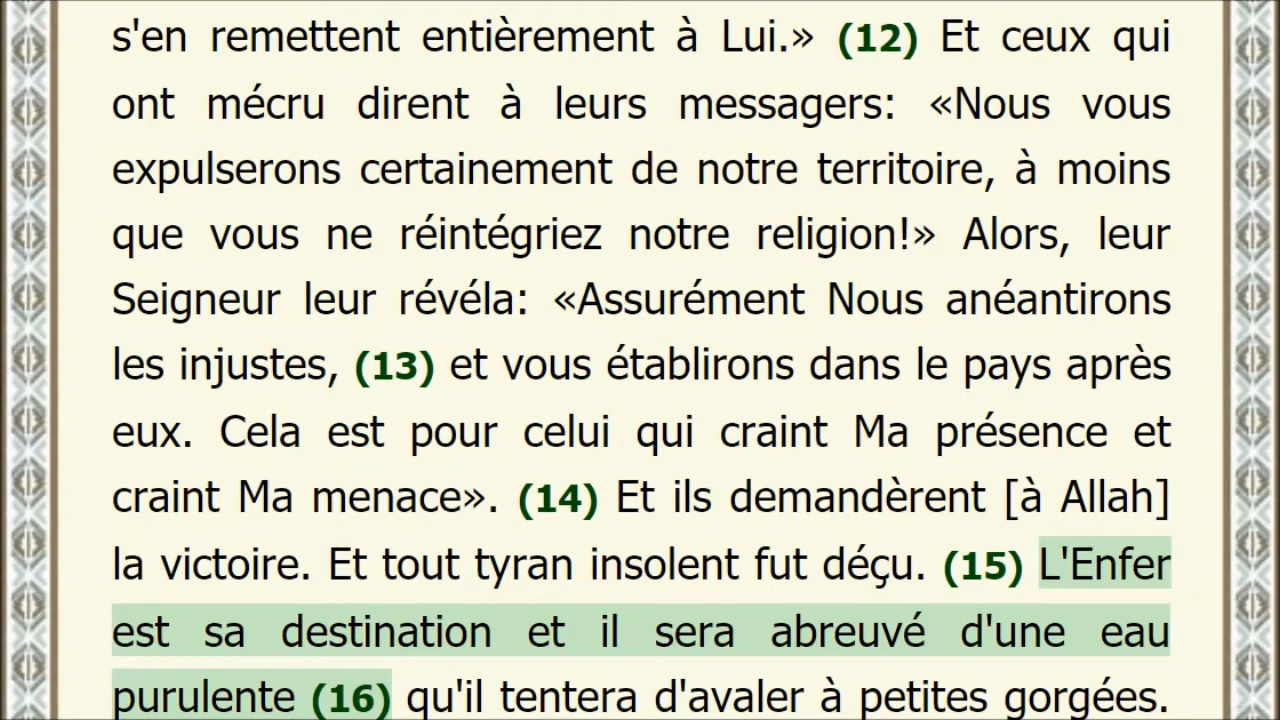 s'en remettent entièrement à Lui.» (12) Et ceux qui
ont mécru dirent à leurs messagers: «Nous vous
expulserons certainement de notre territoire, à moins
que vous ne réintégriez notre religion!» Alors, leur
Seigneur leur révéla: «Assurément Nous anéantirons
les injustes, (13) et vous établirons dans le pays après
eux. Cela est pour celui qui craint Ma présence et
craint Ma menace». (14) Et ils demandèrent [à Allah]
la victoire. Et tout tyran insolent fut déçu. (15) L'Enfer
est sa destination et il sera abreuvé d'une eau
purulente (16) qu'il tentera d'avaler à petites gorgées.